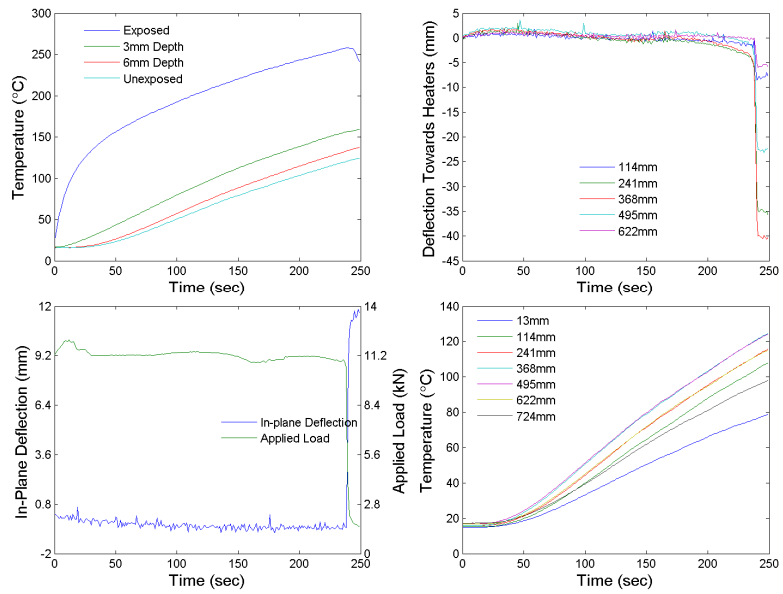 300
250
200
150
100
50
0
0 50 100 150 200 250
Temperature (°C)
Time (sec)
Exposed
3mm Depth
6mm Depth
Unexposed
5
0
-5
-10
-15
-20
-25
-30
-35
-40
-45
0 50 100 150 200 250
Deflection Towards Heaters (mm)
Time (sec)
114mm
241mm
368mm
495mm
622mm
12
9.2
6.4
3.6
0.8
-2
0 50 100 150 200 250
14
11.2
8.4
5.6
2.8
0
In-Plane Deflection (mm)
Applied Load (kN)
Time (sec)
In-plane Deflection
Applied Load
140
120
100
80
60
40
20
0
0 50 100 150 200 250
Temperature (°C)
Time (sec)
13mm
114mm
241mm
368mm
495mm
622mm
724mm